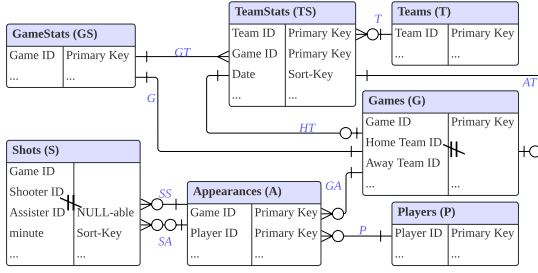 GameStats (GS)
Game ID Primary Key
... ...
TeamStats (TS)
Team ID Primary Key
Game ID Primary Key
Date Sort-Key
... ...
Teams (T)
Team ID Primary Key
... ...
GT
T
G
AT
HT
Games (G)
Game ID Primary Key
Home Team ID
Away Team ID
... ...
Shots (S)
Game ID
Shooter ID
Assister ID NULL-able
minute Sort-Key
... ...
SS
SA
Appearances (A)
Game ID Primary Key
Player ID Primary Key
... ...
GA
P
Players (P)
Player ID Primary Key
... ...